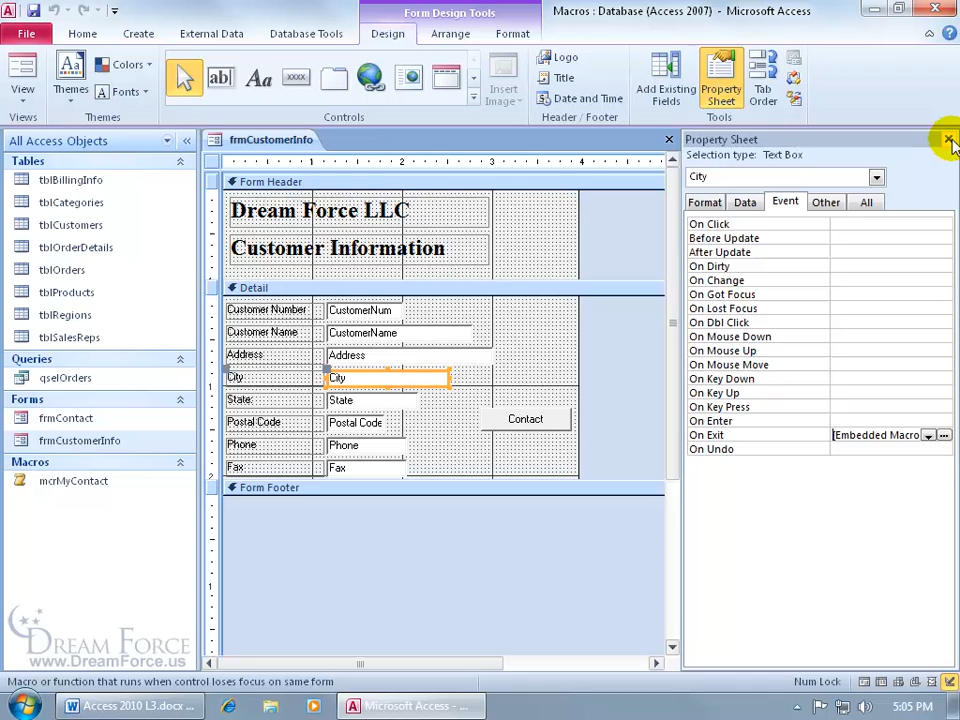 Form Design Tools
Macros : Database (Access 2007) - Microsoft Access
File
Home
Create
External Data
Database Tools
Design
Arrange
Format
View
Views
Themes
Colors
Fonts
Themes
ab|
Aa
xxxx
Controls
Insert Image
Logo
Title
Date and Time
Header / Footer
Add Existing Fields
Property Sheet
Tab Order
Tools
All Access Objects
Tables
tblBillingInfo
tblCategories
tblCustomers
tblOrderDetails
tblOrders
tblProducts
tblRegions
tblSalesReps
Queries
qselOrders
Forms
frmContact
frmCustomerInfo
Macros
mcrMyContact
DREAM FORCE
www.DreamForce.us
frmCustomerInfo
1 2 3 4
Form Header
Dream Force LLC
Customer Information
Detail
Customer Number CustomerNum
Customer Name CustomerName
Address Address
City City
State: State
Postal Code Postal Code
Contact
Phone Phone
Fax Fax
Form Footer
Property Sheet
Selection type: Text Box
City
Format Data Event Other All
On Click
Before Update
After Update
On Dirty
On Change
On Got Focus
On Lost Focus
On Dbl Click
On Mouse Down
On Mouse Up
On Mouse Move
On Key Down
On Key Up
On Key Press
On Enter
On Exit [Embedded Macro
On Undo
Macro or function that runs when control loses focus on same form
Num Lock
Access 2010 L3.docx ...
Microsoft Access - ...
5:05 PM